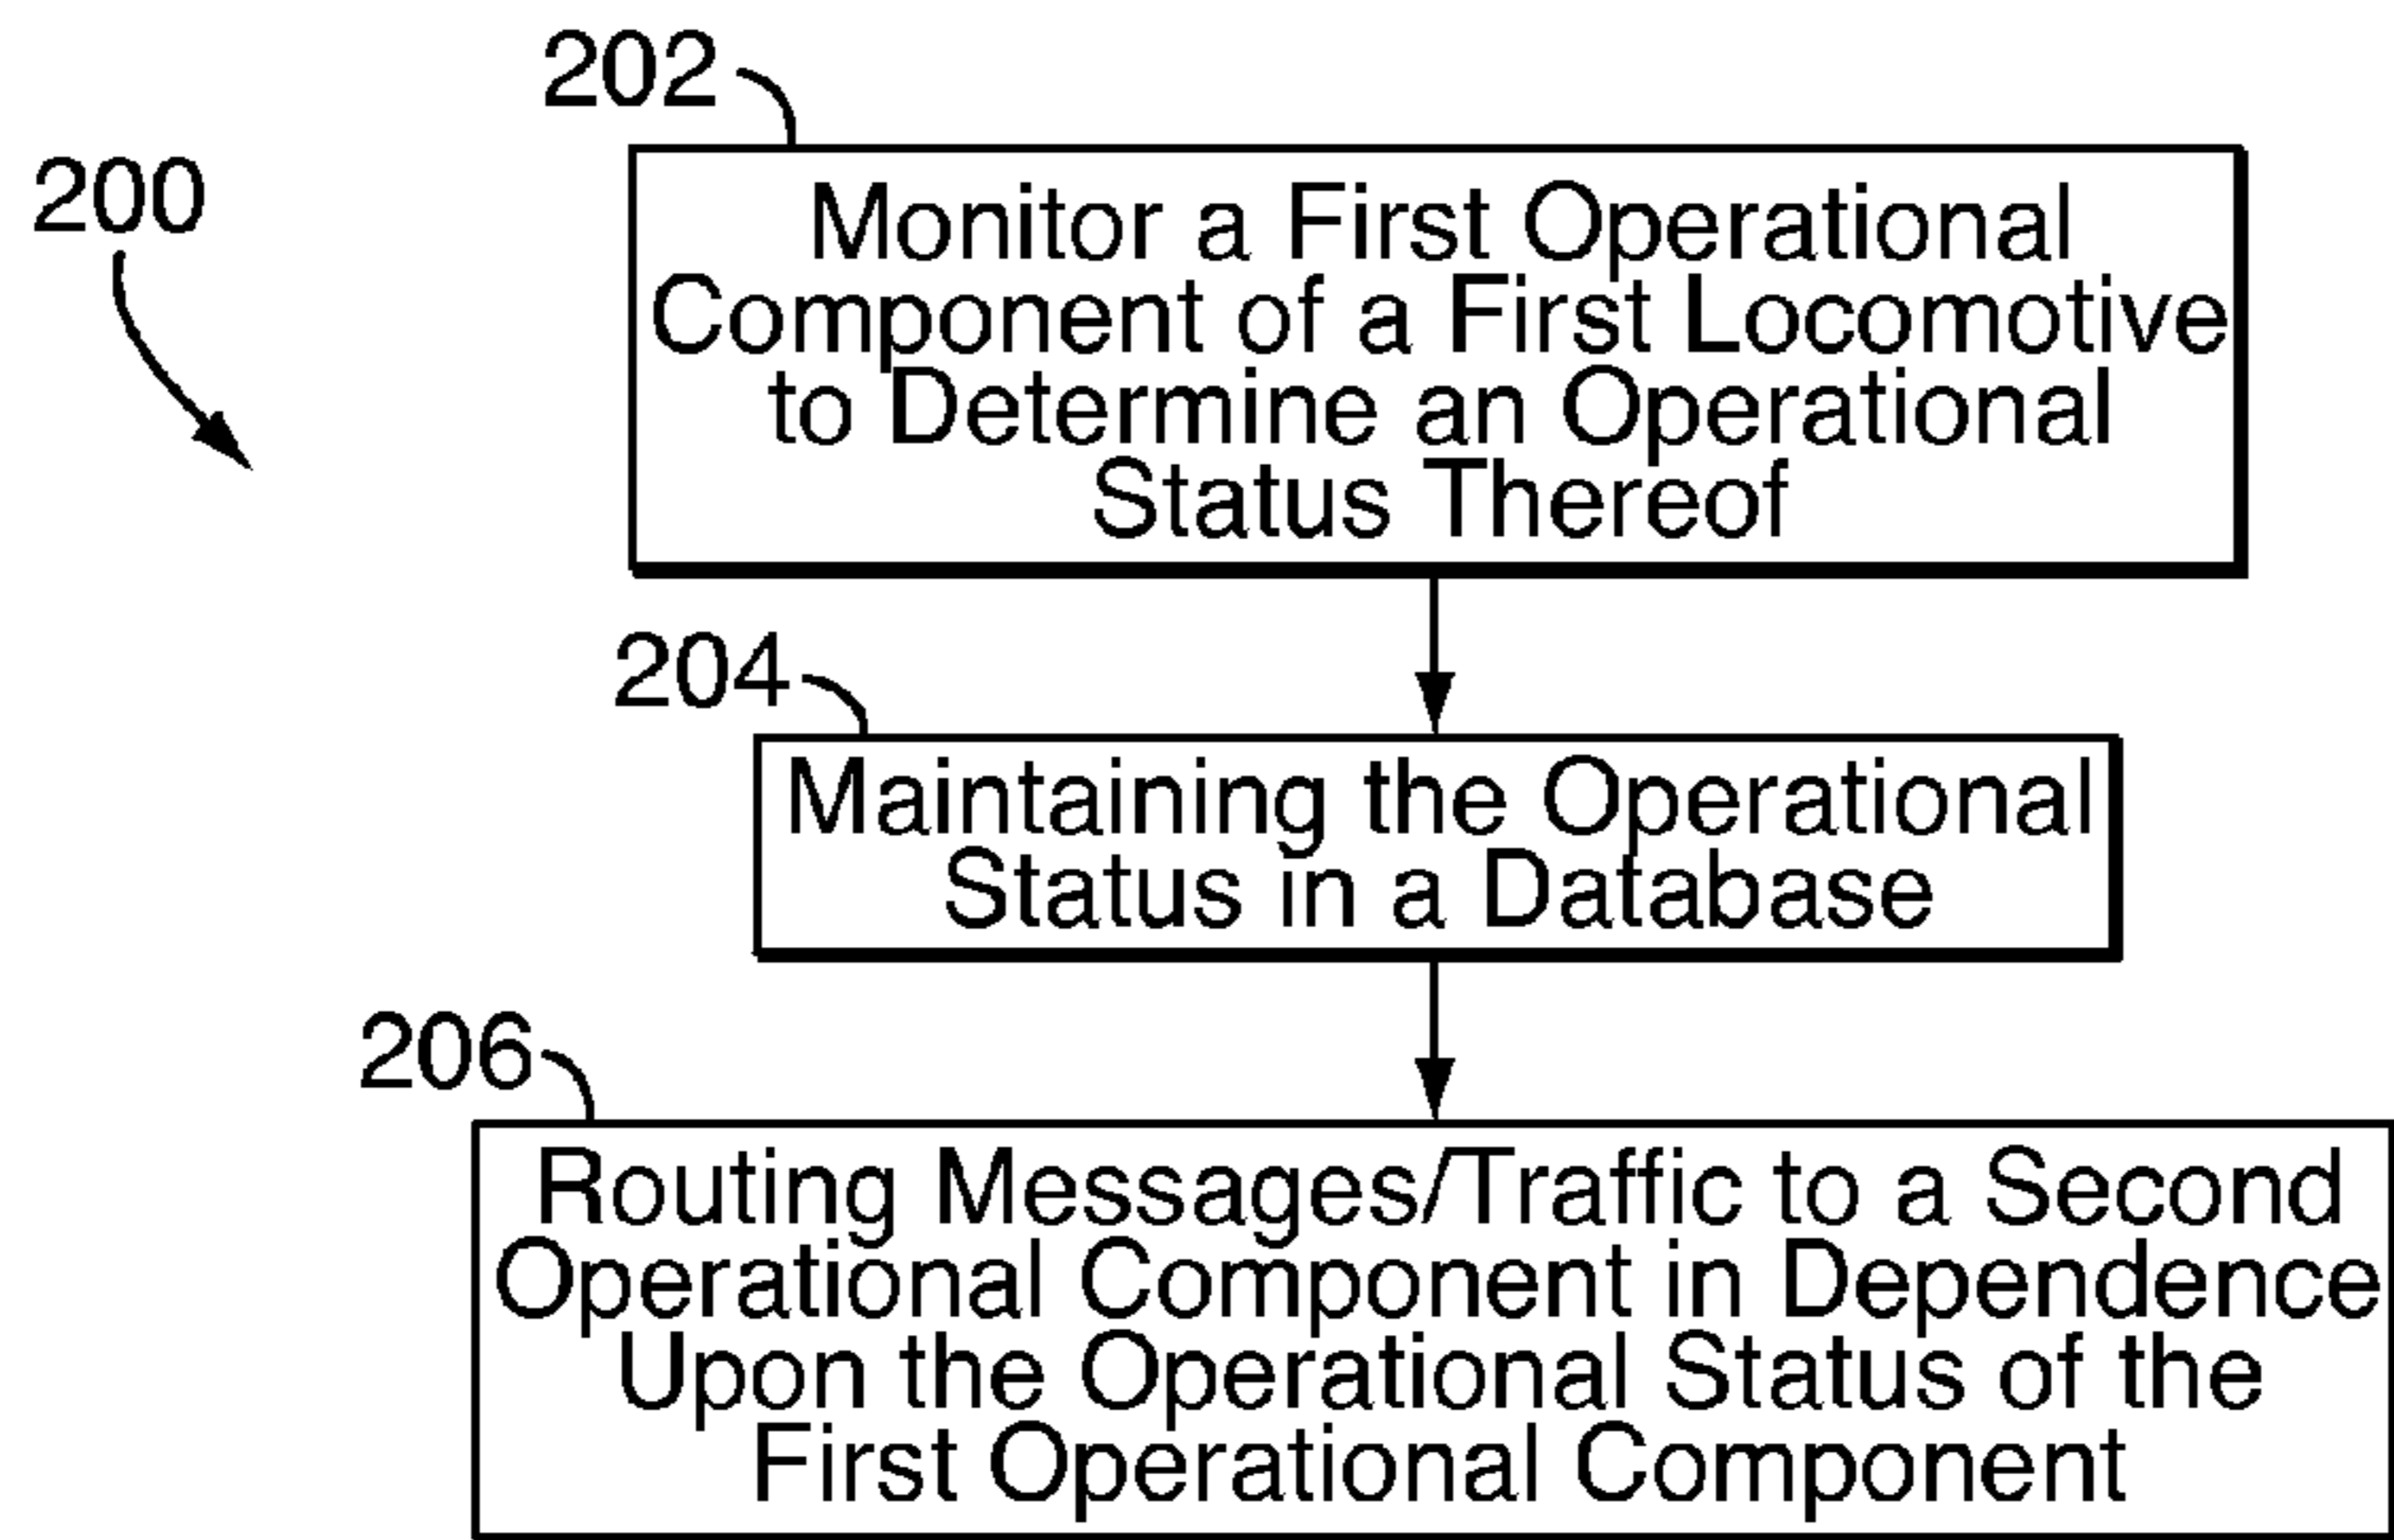 202
200
Monitor a First Operational
Component of a First Locomotive
to Determine an Operational
Status Thereof
204
Maintaining the Operational
Status in a Database
206
Routing Messages/Traffic to a Second
Operational Component in Dependence
Upon the Operational Status of the
First Operational Component